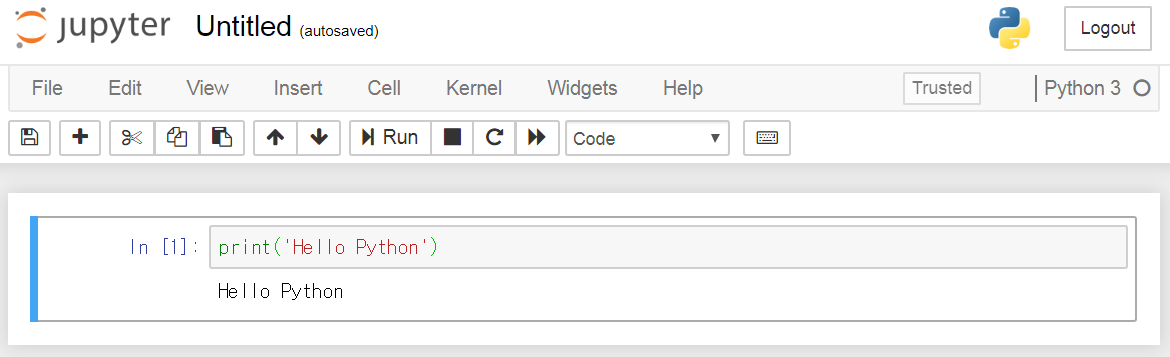 jupyter Untitled (autosaved) Logout
File Edit View Insert Cell Kernel Widgets Help Trusted Python 3
Run Code
In [1]: print('Hello Python')
Hello Python